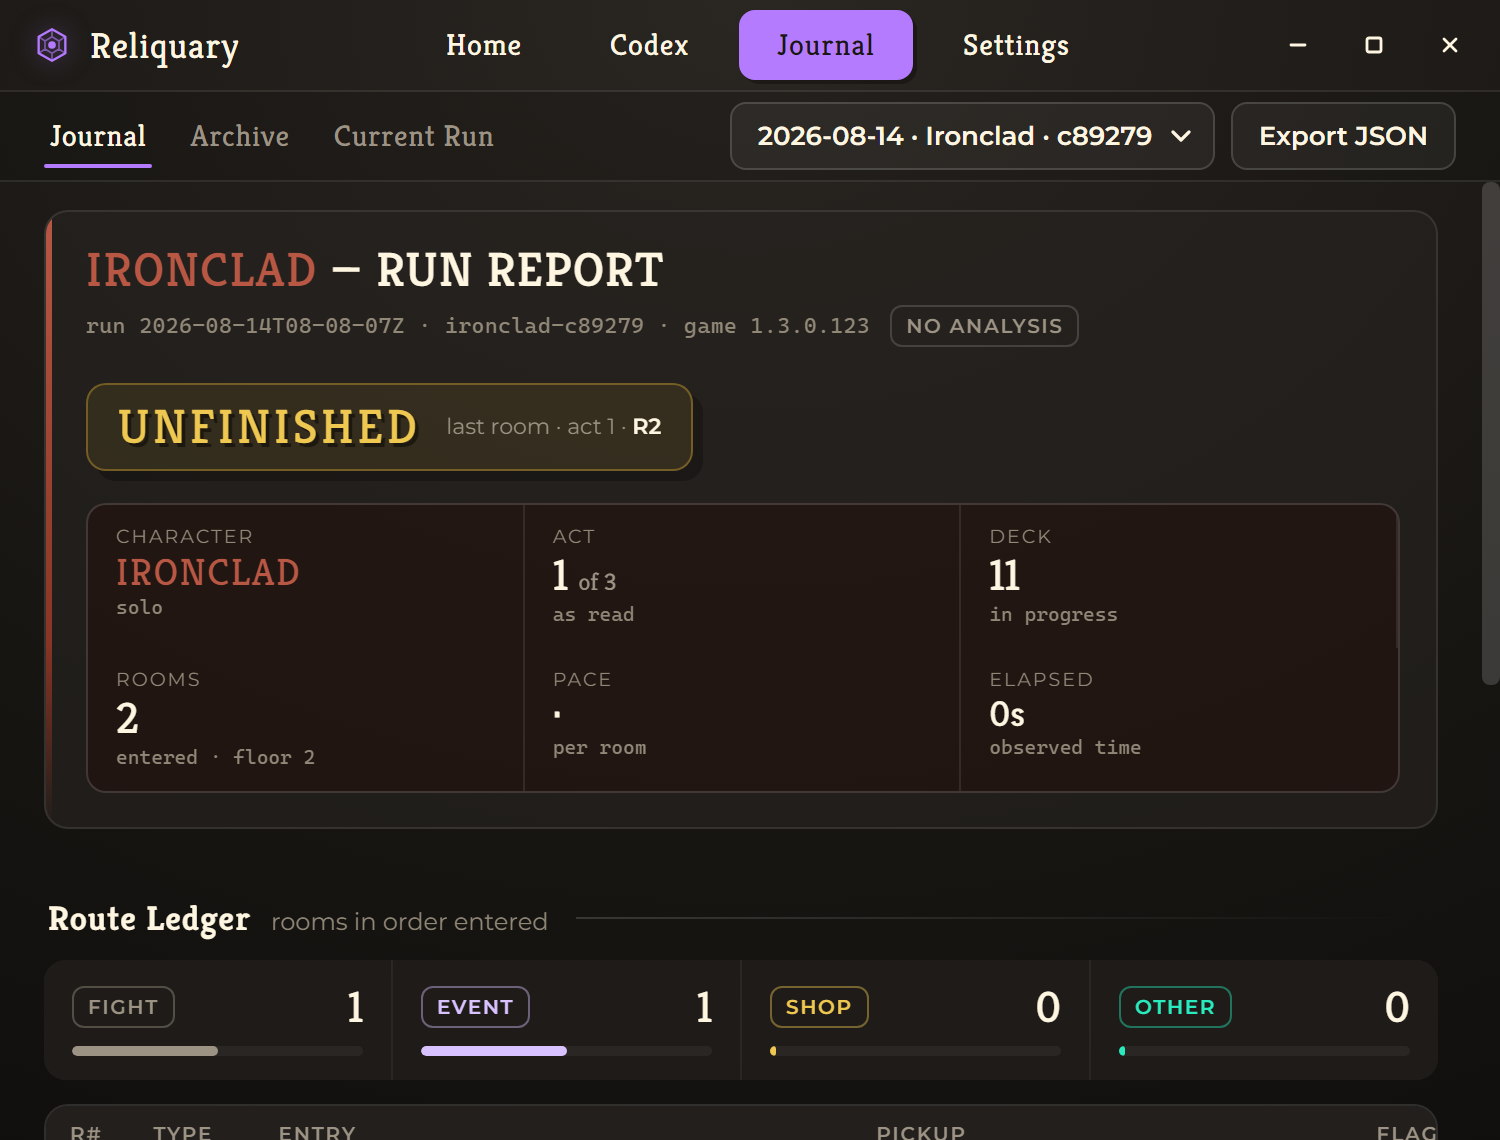 Reliquary
Home Codex Journal Settings
Journal Archive Current Run
2026-08-14 · Ironclad · c89279
Export JSON
IRONCLAD – RUN REPORT
run 2026-08-14T08-08-07Z · ironclad-c89279 · game 1.3.0.123 NO ANALYSIS
UNFINISHED last room · act 1 · R2
CHARACTER
IRONCLAD
solo
ACT
1 of 3
as read
DECK
11
in progress
ROOMS
2
entered · floor 2
PACE
·
per room
ELAPSED
0s
observed time
Route Ledger rooms in order entered
FIGHT 1
EVENT 1
SHOP 0
OTHER 0
R# TYPE ENTRY PICKUP FLAG